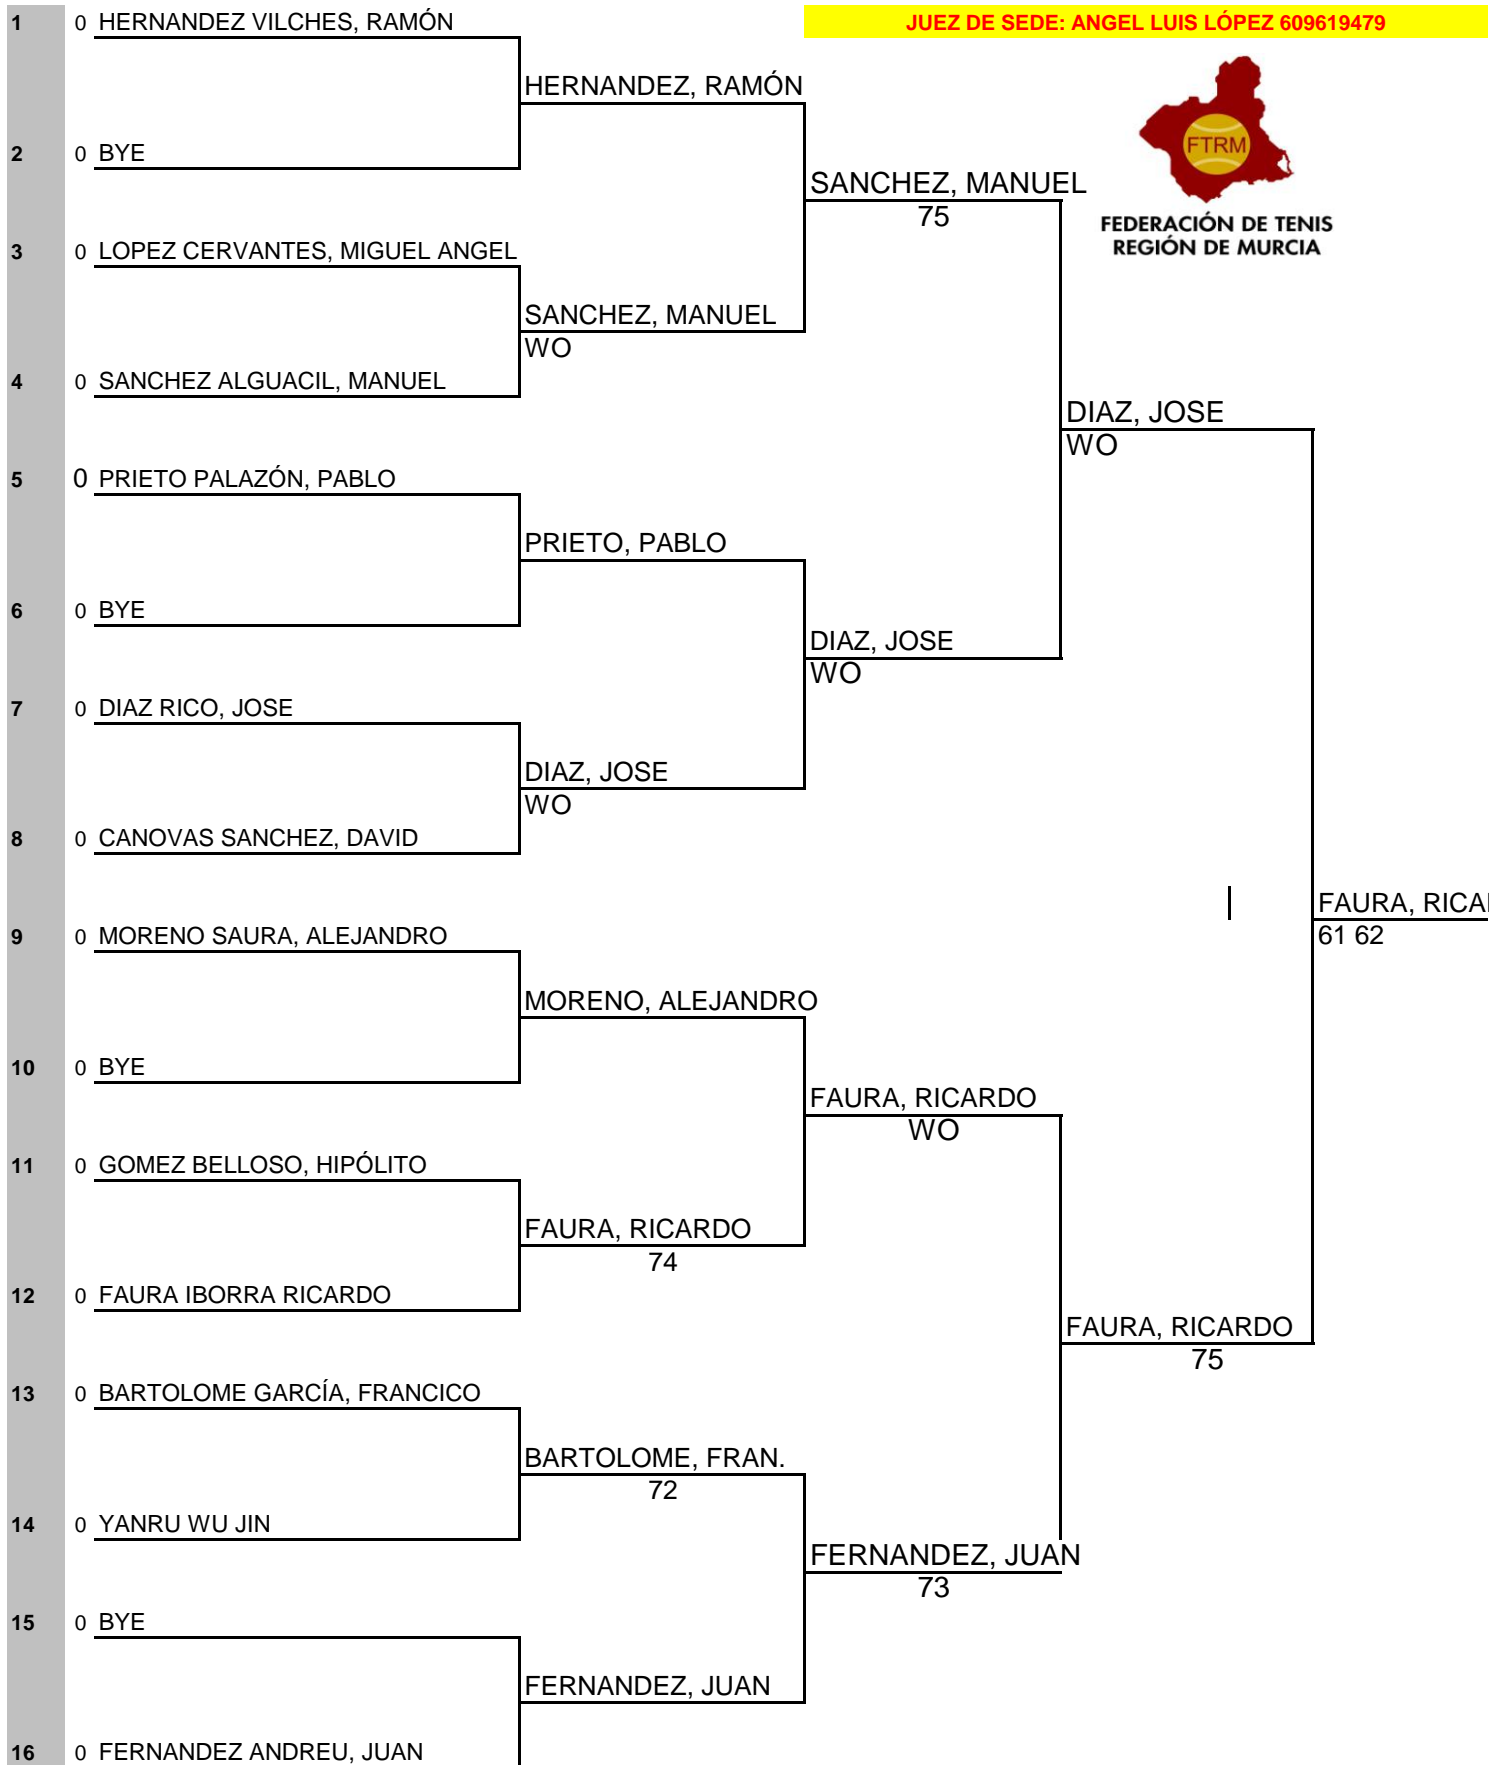 JUEZ DE SEDE: ANGEL LUIS LÓPEZ 609619479
FTRM
FEDERACIÓN DE TENIS
REGIÓN DE MURCIA
1 0 HERNANDEZ VILCHES, RAMÓN
HERNANDEZ, RAMÓN
2 0 BYE
SANCHEZ, MANUEL
75
3 0 LOPEZ CERVANTES, MIGUEL ANGEL
SANCHEZ, MANUEL
WO
4 0 SANCHEZ ALGUACIL, MANUEL
DIAZ, JOSE
WO
5 0 PRIETO PALAZÓN, PABLO
PRIETO, PABLO
6 0 BYE
DIAZ, JOSE
WO
7 0 DIAZ RICO, JOSE
DIAZ, JOSE
WO
8 0 CANOVAS SANCHEZ, DAVID
FAURA, RICA
61 62
9 0 MORENO SAURA, ALEJANDRO
MORENO, ALEJANDRO
10 0 BYE
FAURA, RICARDO
WO
11 0 GOMEZ BELLOSO, HIPÓLITO
FAURA, RICARDO
74
12 0 FAURA IBORRA RICARDO
FAURA, RICARDO
75
13 0 BARTOLOME GARCÍA, FRANCICO
BARTOLOME, FRAN.
72
14 0 YANRU WU JIN
FERNANDEZ, JUAN
73
15 0 BYE
FERNANDEZ, JUAN
16 0 FERNANDEZ ANDREU, JUAN